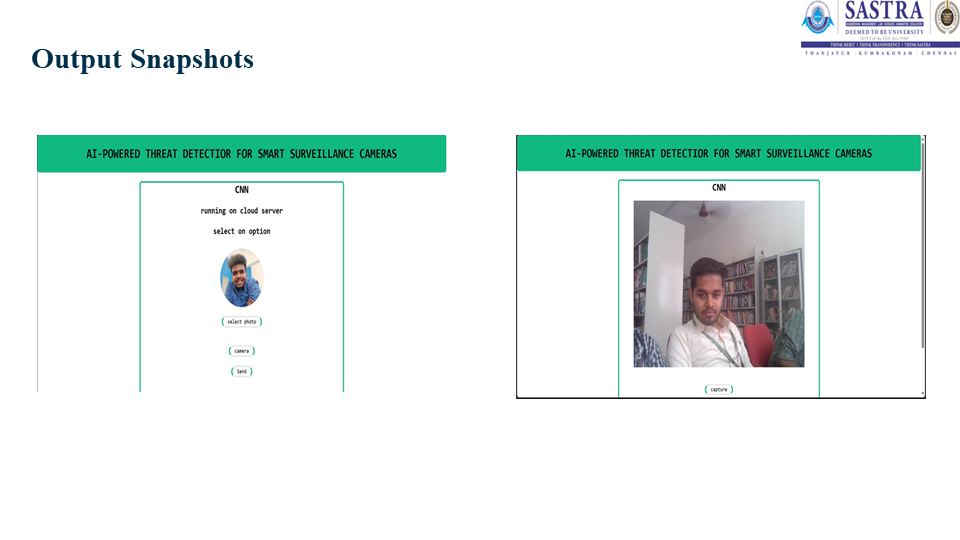 SASTRA
ENGINEERING · MANAGEMENT · LAW · SCIENCES · HUMANITIES · EDUCATION
DEEMED TO BE UNIVERSITY
(U/S 3 of the UGC Act, 1956)
THINK MERIT | THINK TRANSPARENCY | THINK SASTRA
THANJAVUR KUMBAKONAM CHENNAI
Output Snapshots
AI-POWERED THREAT DETECTIOR FOR SMART SURVEILLANCE CAMERAS
CNN
running on cloud server
select on option
select photo
camera
Send
AI-POWERED THREAT DETECTIOR FOR SMART SURVEILLANCE CAMERAS
CNN
capture